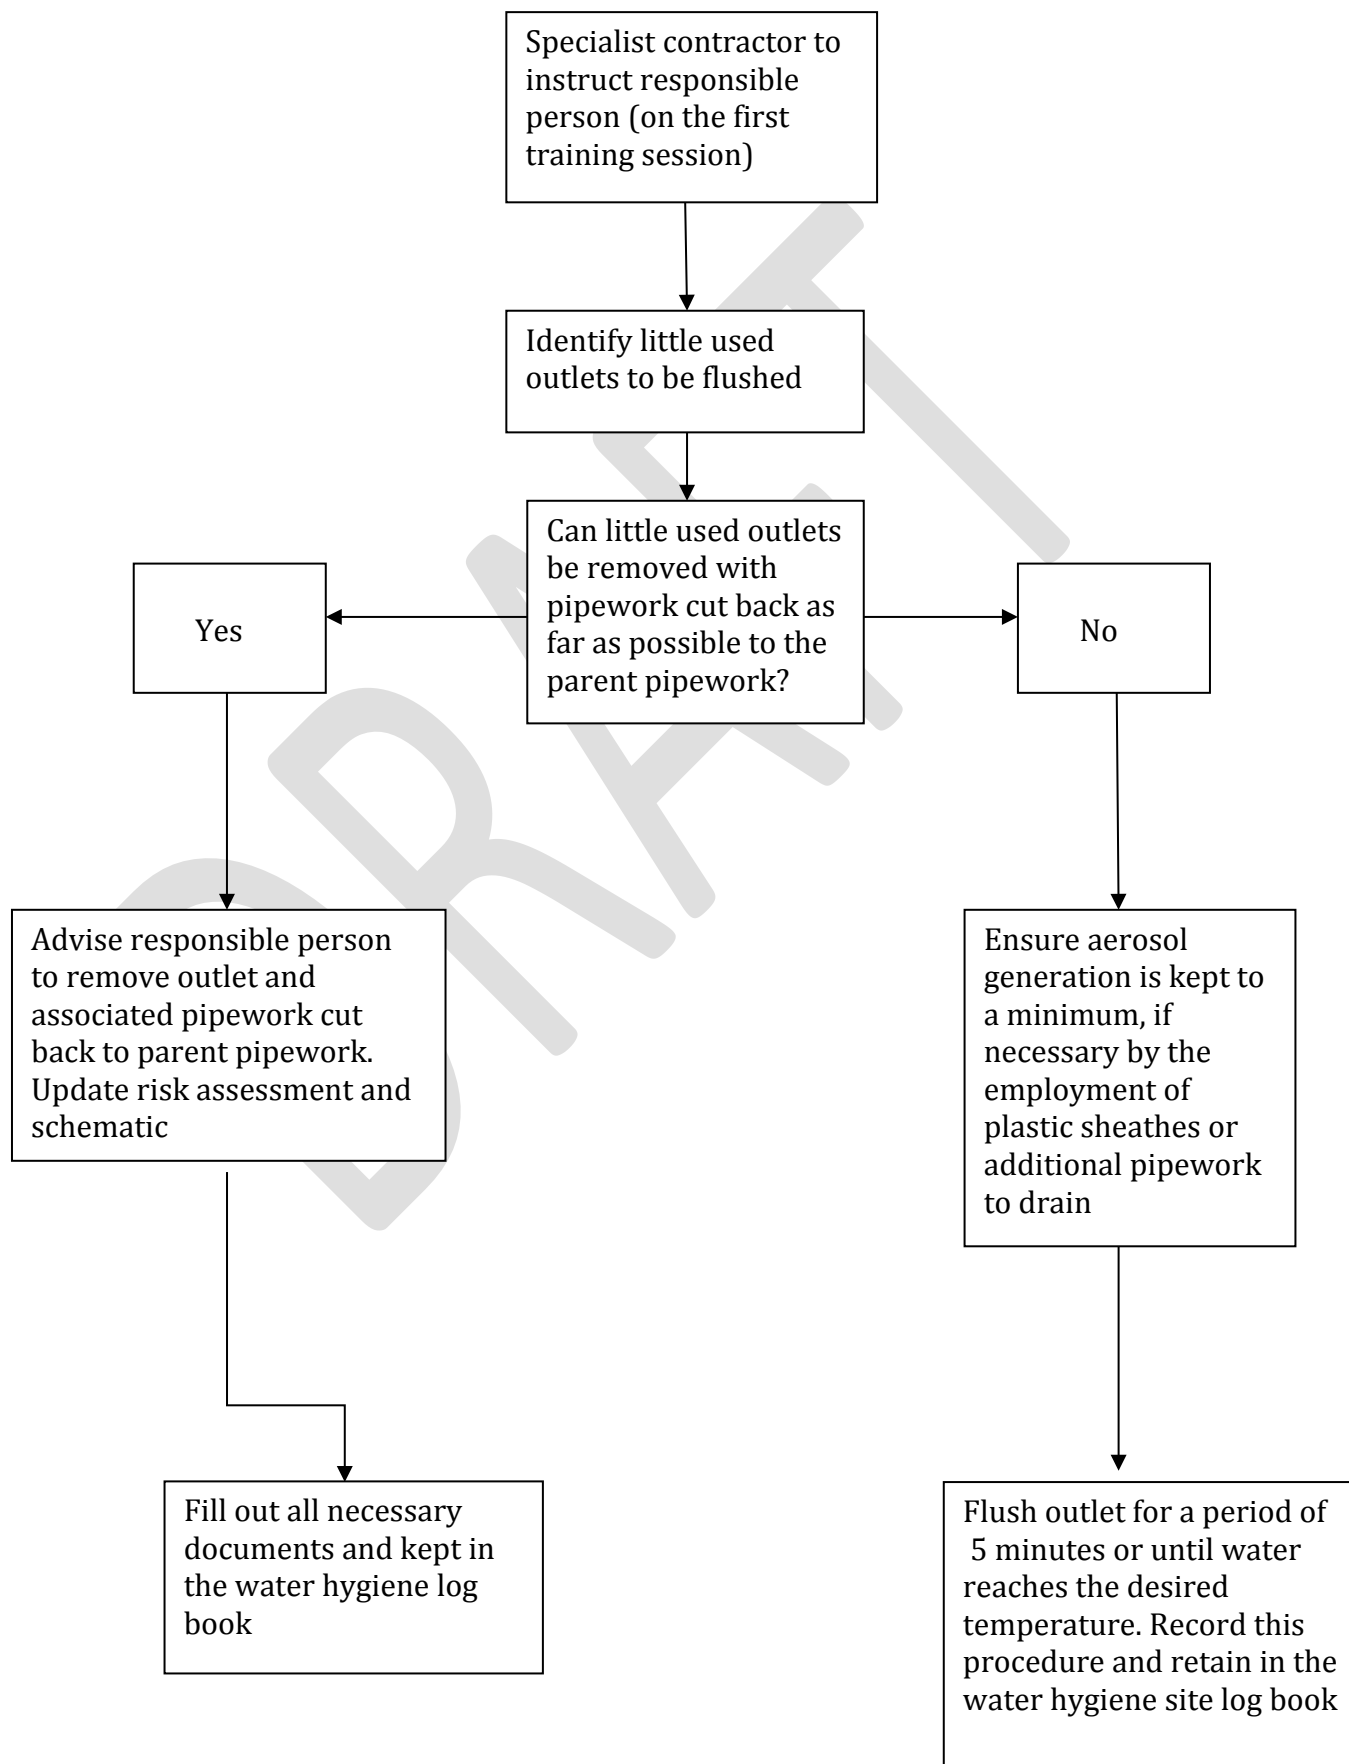 Specialist contractor to
instruct responsible
person (on the first
training session)
Identify little used
outlets to be flushed
Can little used outlets
be removed with
pipework cut back as
far as possible to the
parent pipework?
Yes
No
Advise responsible person
to remove outlet and
associated pipework cut
back to parent pipework.
Update risk assessment and
schematic
Ensure aerosol
generation is kept to
a minimum, if
necessary by the
employment of
plastic sheathes or
additional pipework
to drain
Fill out all necessary
documents and kept in
the water hygiene log
book
Flush outlet for a period of
5 minutes or until water
reaches the desired
temperature. Record this
procedure and retain in the
water hygiene site log book
DRAFT